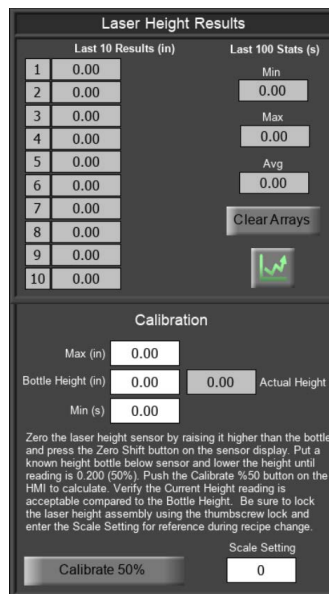 Laser Height Results
Last 10 Results (in)
Last 100 Stats (s)
1 0.00
2 0.00
3 0.00
4 0.00
5 0.00
6 0.00
7 0.00
8 0.00
9 0.00
10 0.00
Min
0.00
Max
0.00
Avg
0.00
Clear Arrays
Calibration
Max (in) 0.00
Bottle Height (in) 0.00 0.00 Actual Height
Min (s) 0.00
Zero the laser height sensor by raising it higher than the bottle
and press the Zero Shift button on the sensor display. Put a
known height bottle below sensor and lower the height until
reading is 0.200 (50%). Push the Calibrate %50 button on the
HMI to calculate. Verify the Current Height reading is
acceptable compared to the Bottle Height. Be sure to lock
the laser height assembly using the thumbscrew lock and
enter the Scale Setting for reference during recipe change.
Scale Setting
Calibrate 50% 0